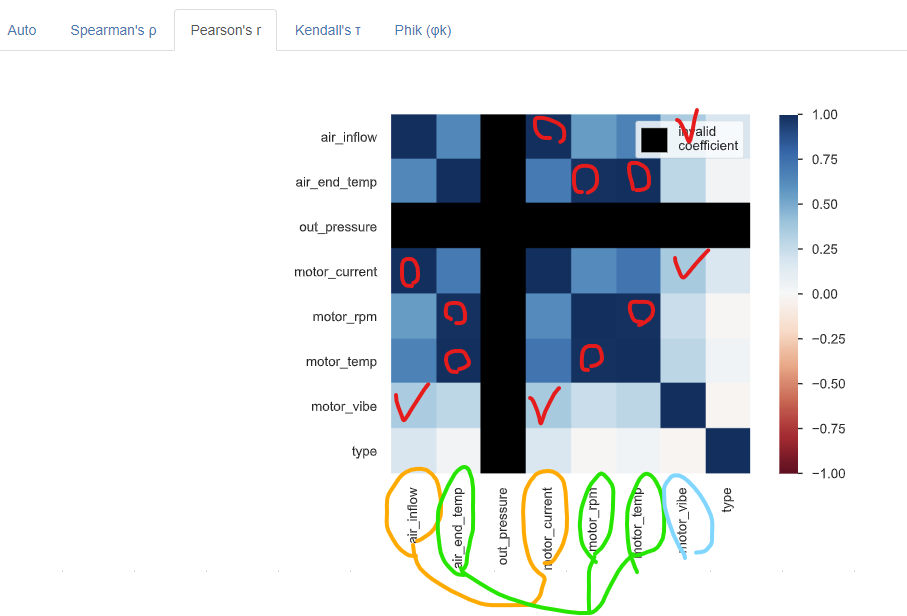 Auto Spearman's ρ Pearson's r Kendall's τ Phik (φk)
air_inflow
air_end_temp
out_pressure
motor_current
motor_rpm
motor_temp
motor_vibe
type
invalid
coefficient
1.00
0.75
0.50
0.25
0.00
−0.25
−0.50
−0.75
−1.00
air_inflow
air_end_temp
out_pressure
motor_current
motor_rpm
motor_temp
motor_vibe
type